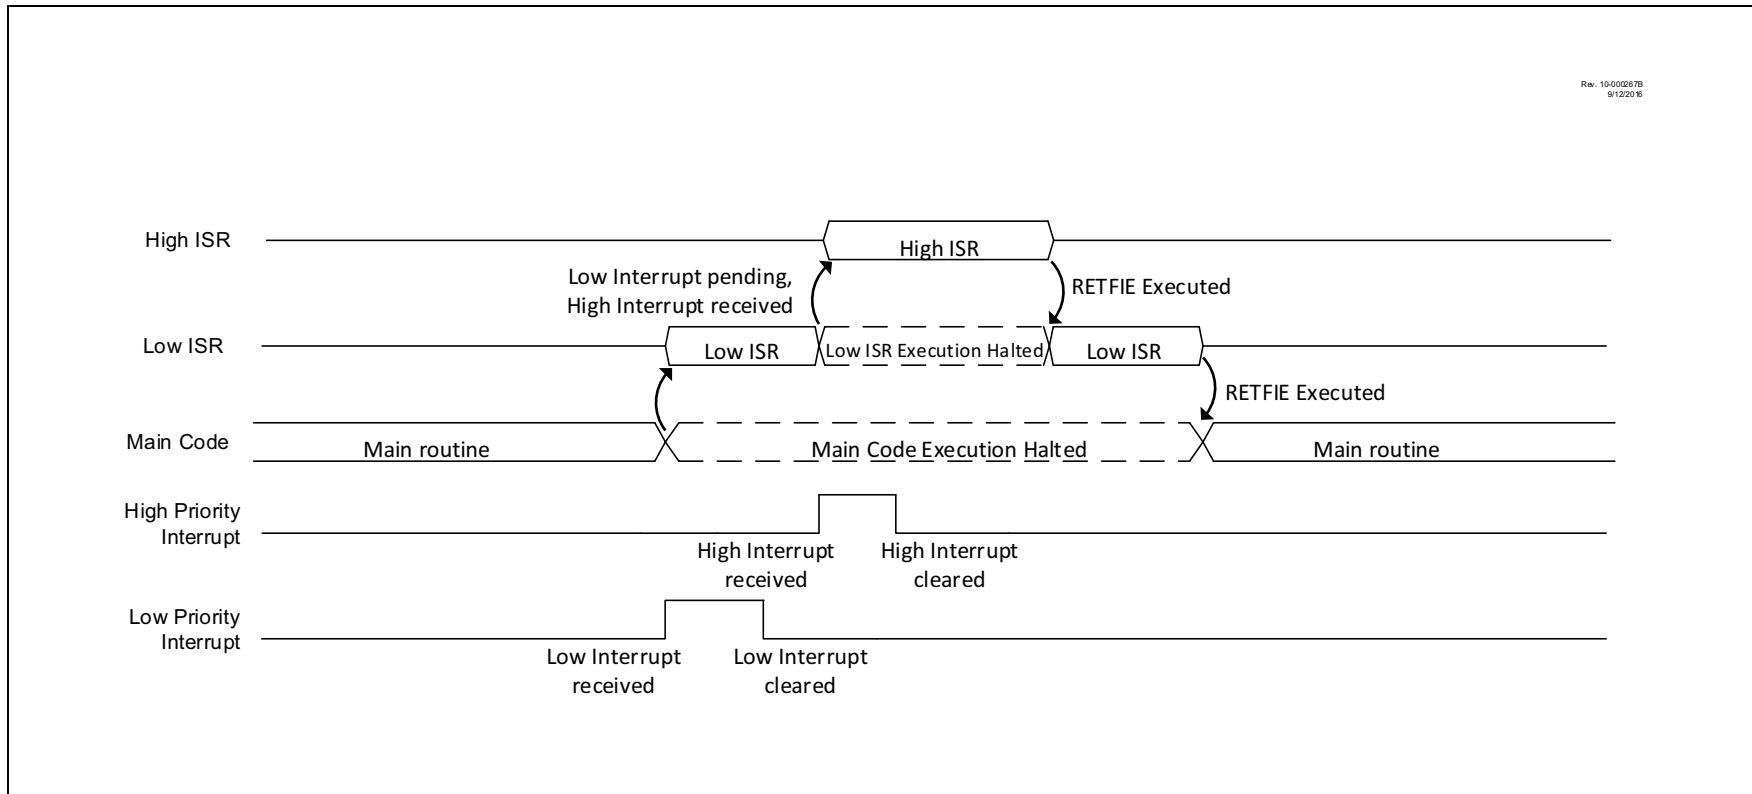 Rev. 10-000267B
9/12/2016
High ISR
High ISR
Low Interrupt pending,
High Interrupt received
RETFIE Executed
Low ISR
Low ISR
Low ISR Execution Halted
Low ISR
RETFIE Executed
Main Code
Main routine
Main Code Execution Halted
Main routine
High Priority
Interrupt
High Interrupt
received
High Interrupt
cleared
Low Priority
Interrupt
Low Interrupt
received
Low Interrupt
cleared